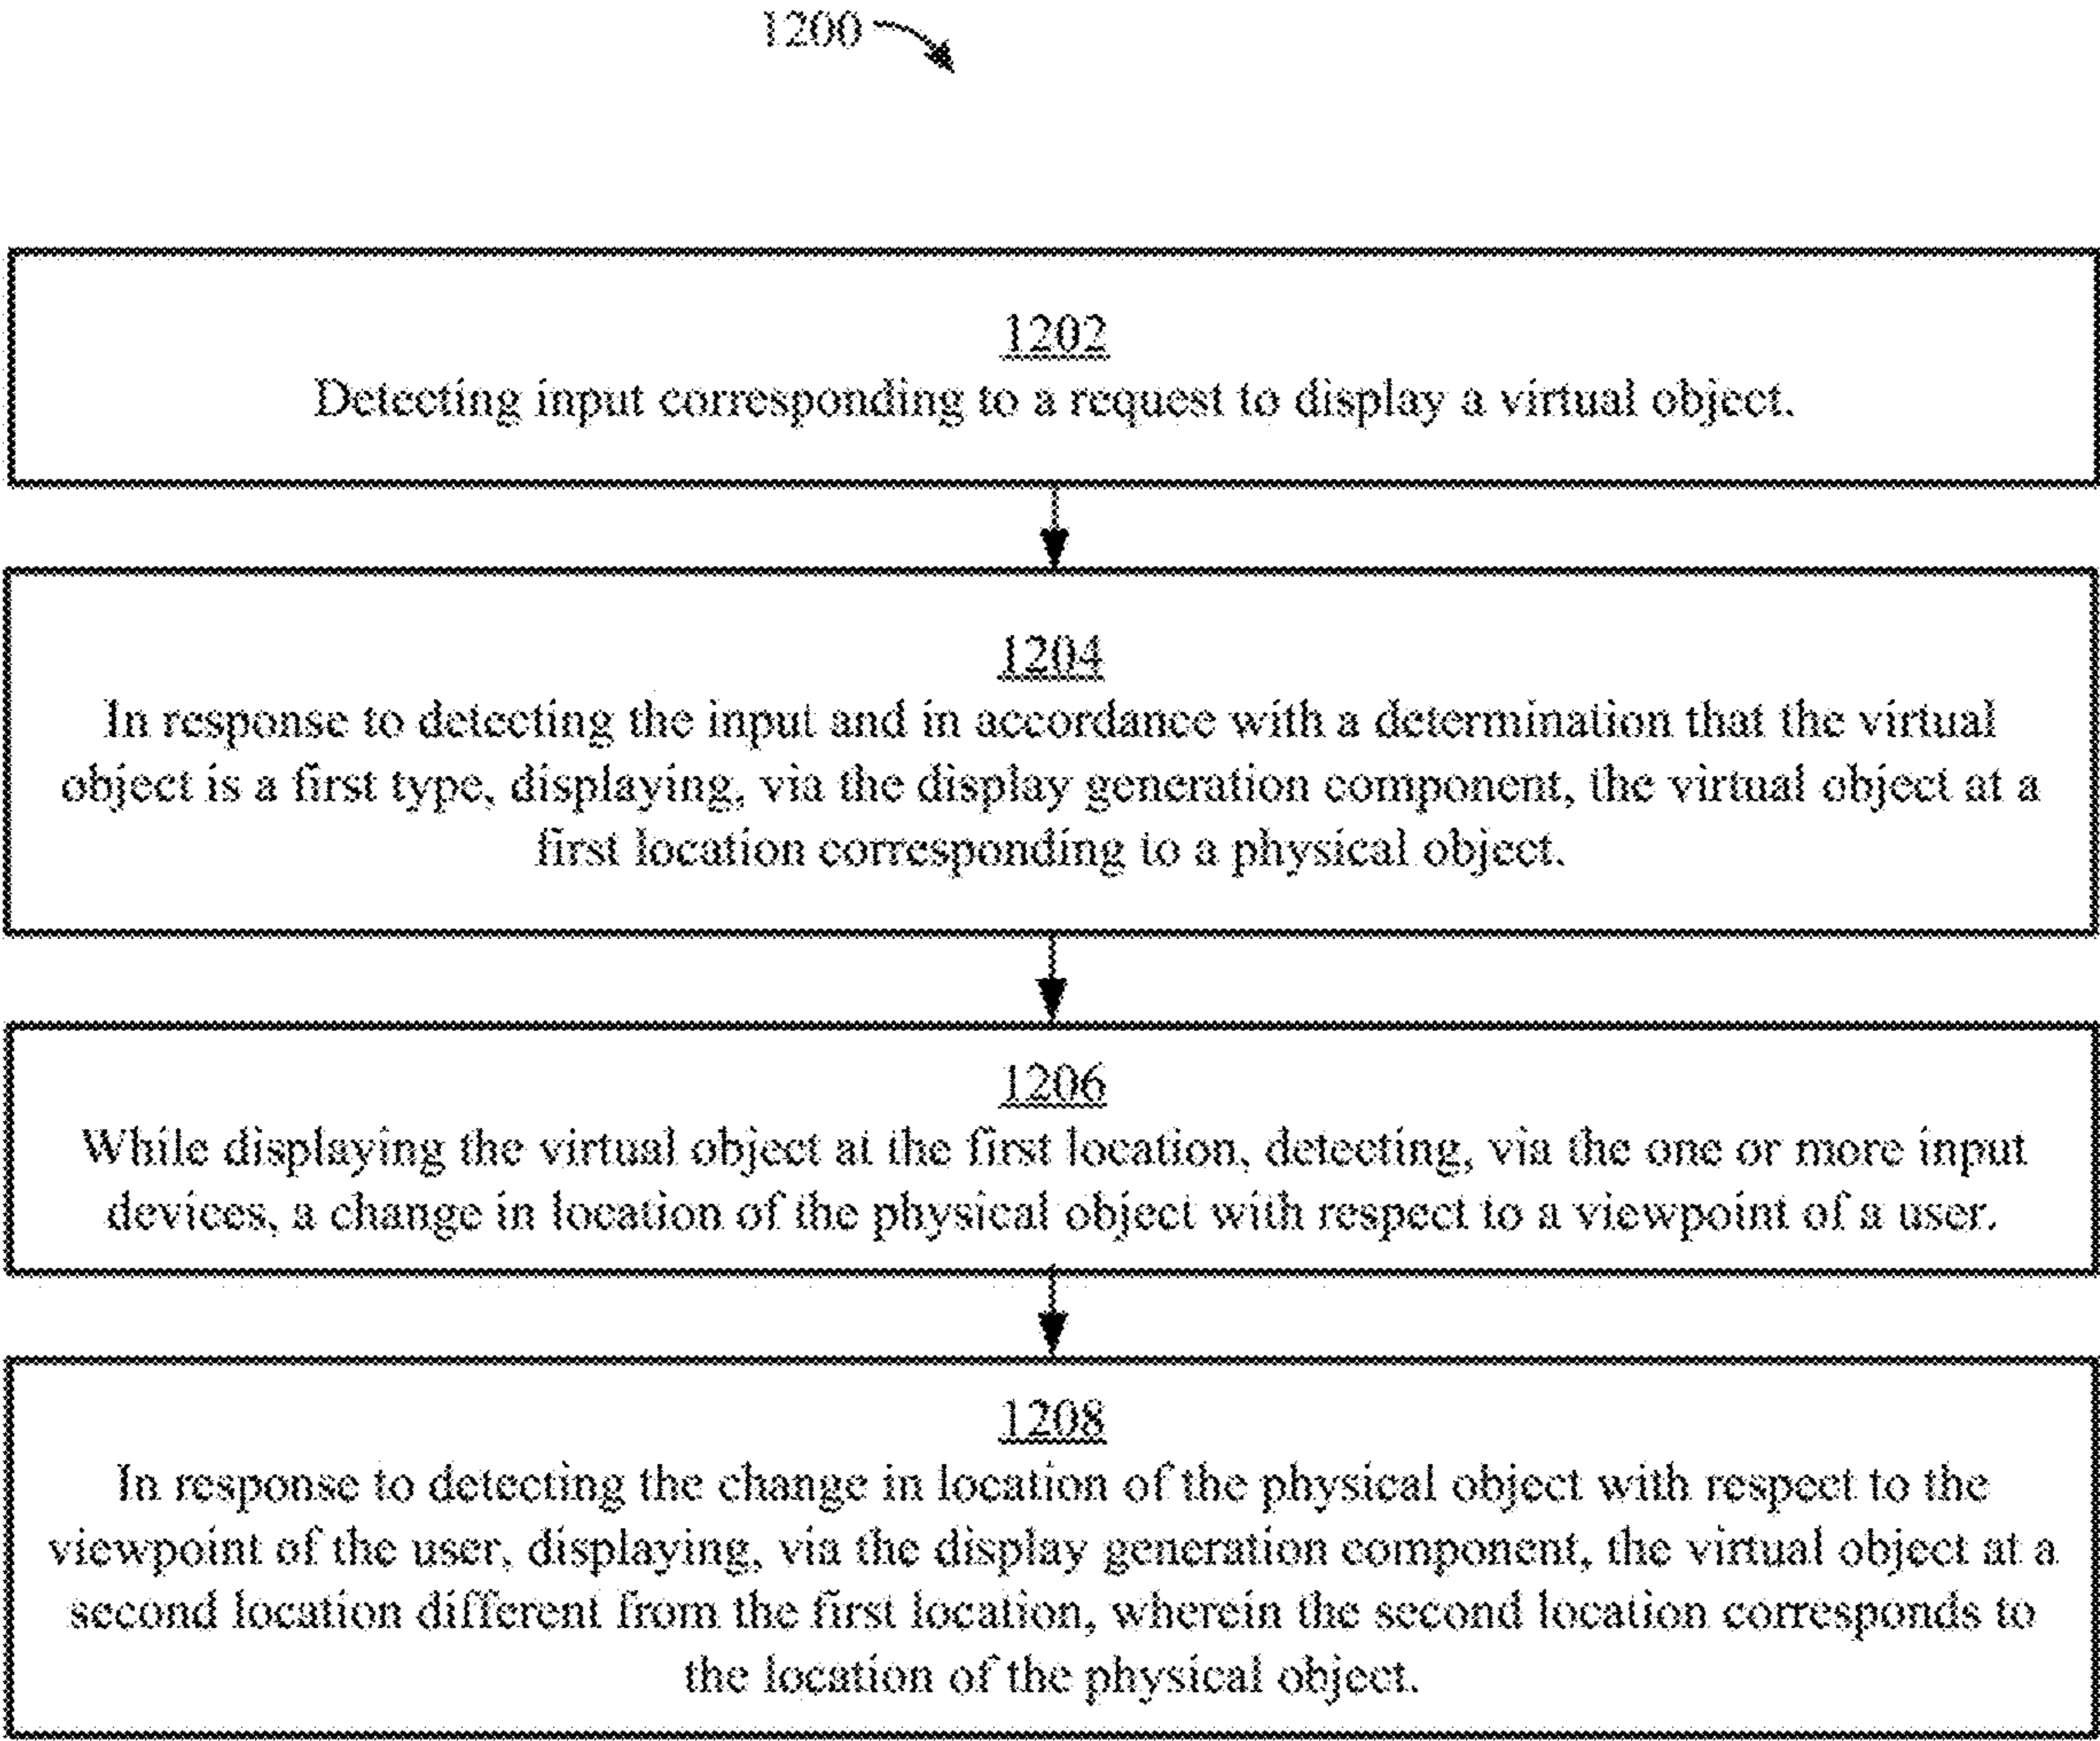 1200
1202
Detecting input corresponding to a request to display a virtual object.
1204
In response to detecting the input and in accordance with a determination that the virtual
object is a first type, displaying, via the display generation component, the virtual object at a
first location corresponding to a physical object.
1206
While displaying the virtual object at the first location, detecting, via the one or more input
devices, a change in location of the physical object with respect to a viewpoint of a user.
1208
In response to detecting the change in location of the physical object with respect to the
viewpoint of the user, displaying, via the display generation component, the virtual object at a
second location different from the first location, wherein the second location corresponds to
the location of the physical object.